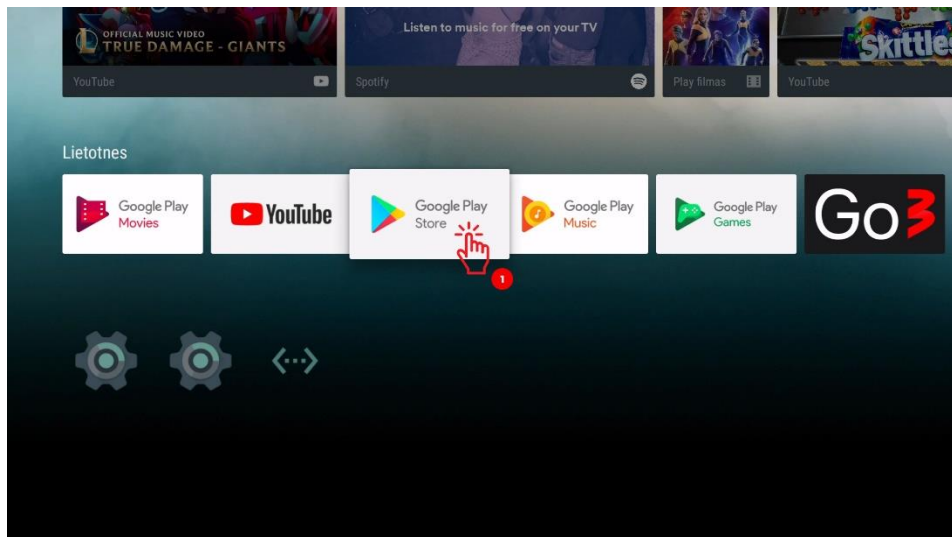 OFFICIAL MUSIC VIDEO
TRUE DAMAGE - GIANTS
Listen to music for free on your TV
Skittles
YouTube
Spotify
Play filmas
YouTube
Lietotnes
Google Play
Movies
YouTube
Google Play
Store
Google Play
Music
Google Play
Games
Go3
1